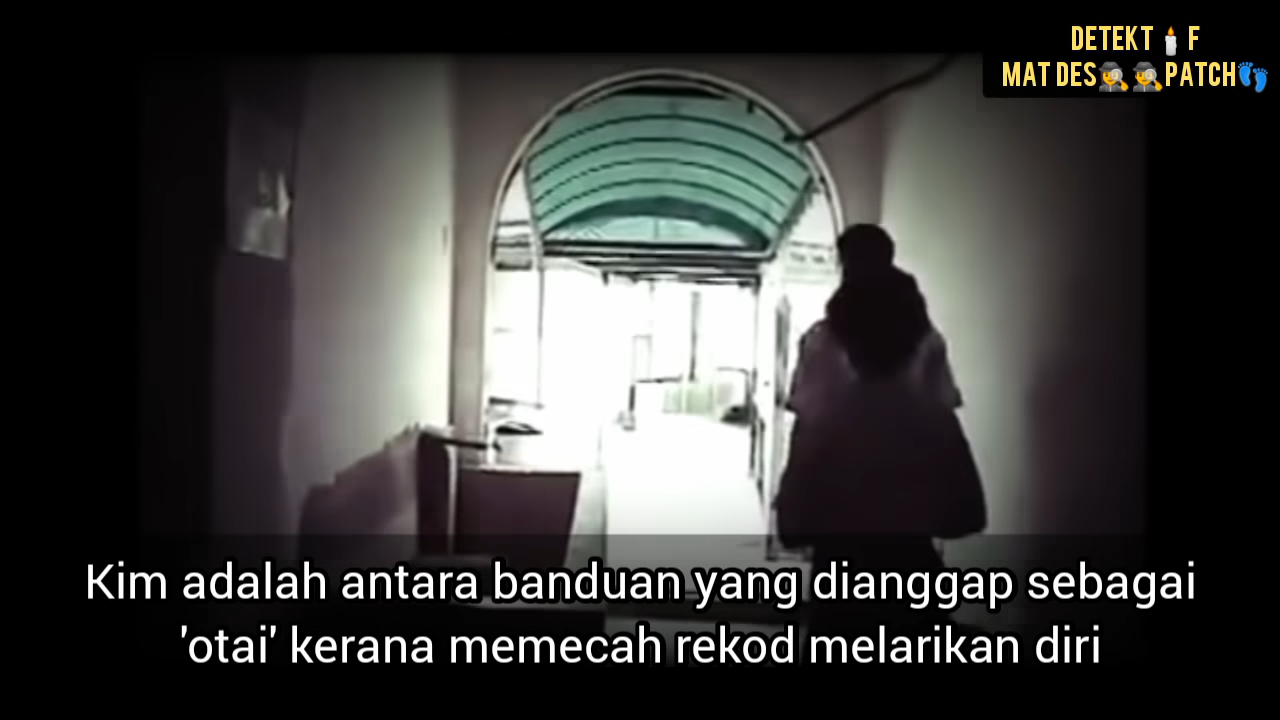 DETEKT🕯️F
MAT DES🕵️🕵️PATCH👣
Kim adalah antara banduan yang dianggap sebagai
'otai' kerana memecah rekod melarikan diri